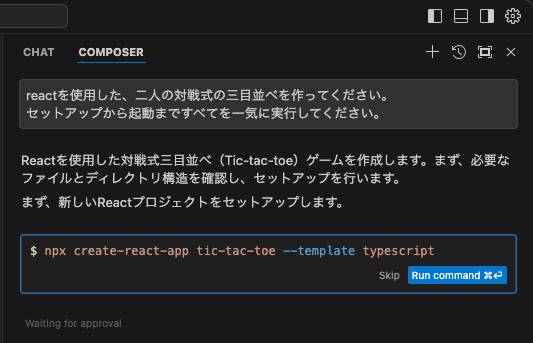 CHAT COMPOSER
reactを使用した、二人の対戦式の三目並べを作ってください。
セットアップから起動まですべてを一気に実行してください。
Reactを使用した対戦式三目並べ（Tic-tac-toe）ゲームを作成します。まず、必要な
ファイルとディレクトリ構造を確認し、セットアップを行います。
まず、新しいReactプロジェクトをセットアップします。
$ npx create-react-app tic-tac-toe --template typescript
Skip Run command ⌘⏎
Waiting for approval